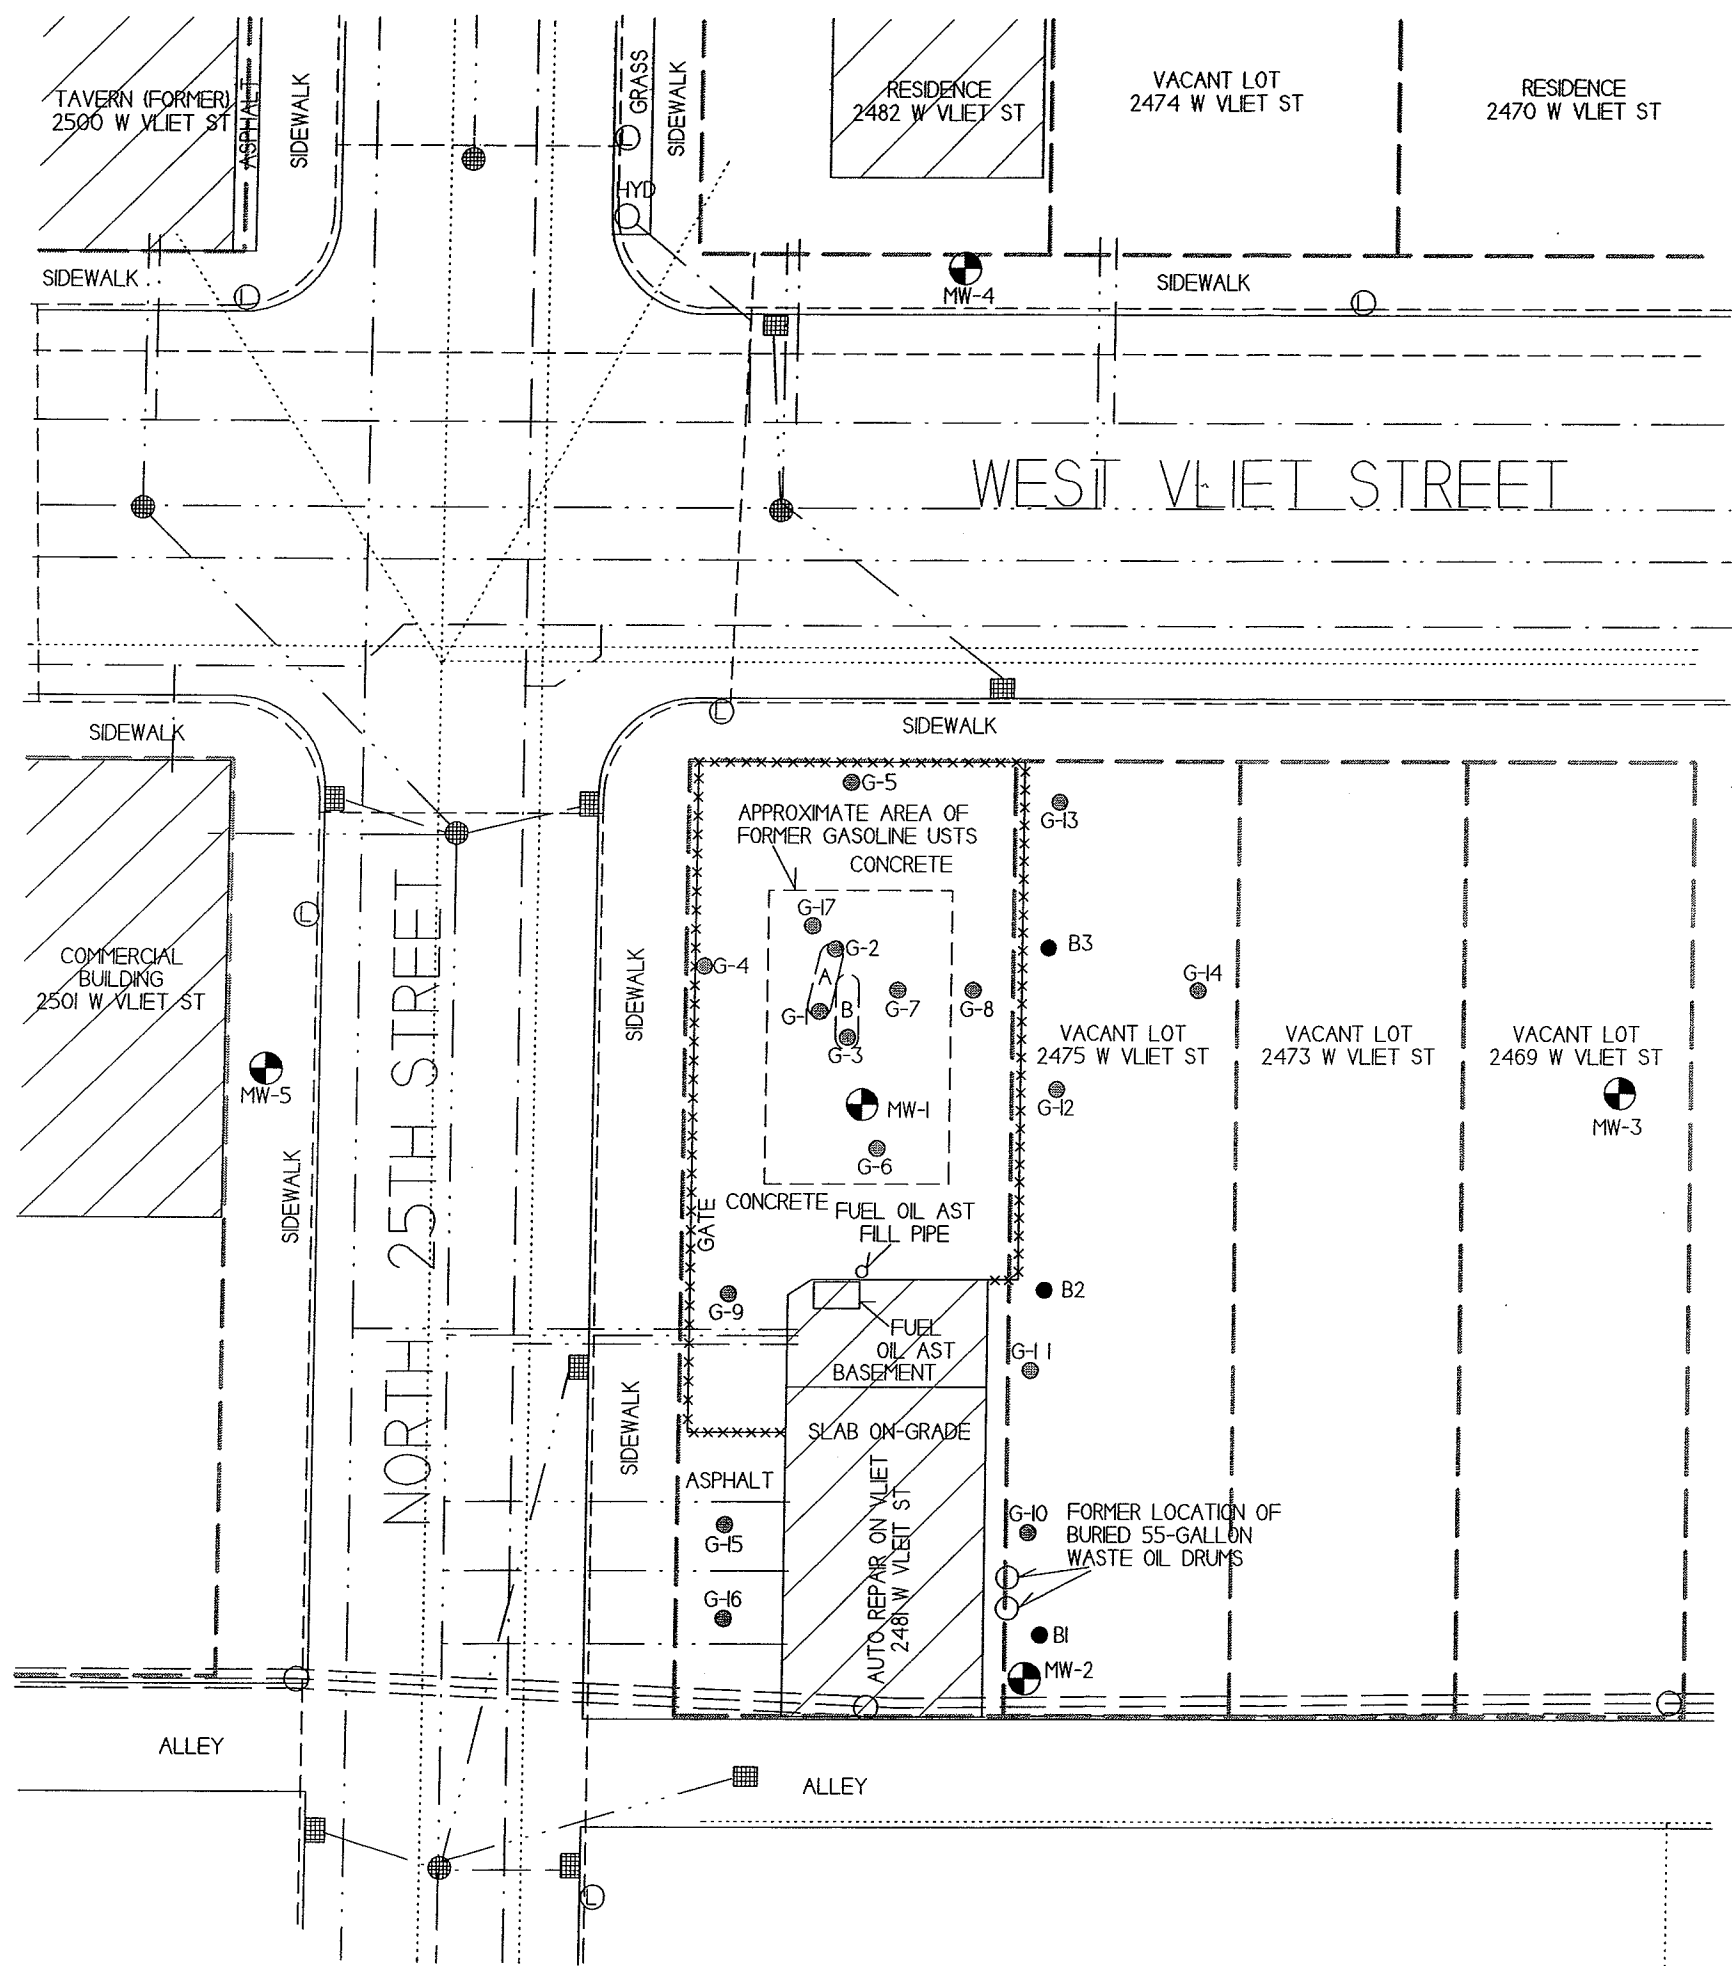 TAVERN (FORMER)
2500 W VLIET ST
ASPHALT
SIDEWALK
GRASS
SIDEWALK
RESIDENCE
2482 W VLIET ST
VACANT LOT
2474 W VLIET ST
RESIDENCE
2470 W VLIET ST
L
HYD
SIDEWALK
L
MW-4
SIDEWALK
L
WEST VLIET STREET
SIDEWALK
L
SIDEWALK
G-5
APPROXIMATE AREA OF
FORMER GASOLINE USTS
CONCRETE
G-13
L
G-17
G-2
G-4
A
G-1
B
G-3
G-7
G-8
B3
G-14
COMMERCIAL
BUILDING
2501 W VLIET ST
SIDEWALK
VACANT LOT
2475 W VLIET ST
VACANT LOT
2473 W VLIET ST
VACANT LOT
2469 W VLIET ST
MW-5
MW-1
G-12
MW-3
G-6
SIDEWALK
NORTH 25TH STREET
GATE
CONCRETE
FUEL OIL AST
FILL PIPE
G-9
B2
FUEL
OIL AST
BASEMENT
G-11
SIDEWALK
SLAB ON-GRADE
ASPHALT
AUTO REPAIR ON VLIET
2481 W VLEIT ST
G-15
G-10
FORMER LOCATION OF
BURIED 55-GALLON
WASTE OIL DRUMS
G-16
B1
MW-2
ALLEY
ALLEY
L